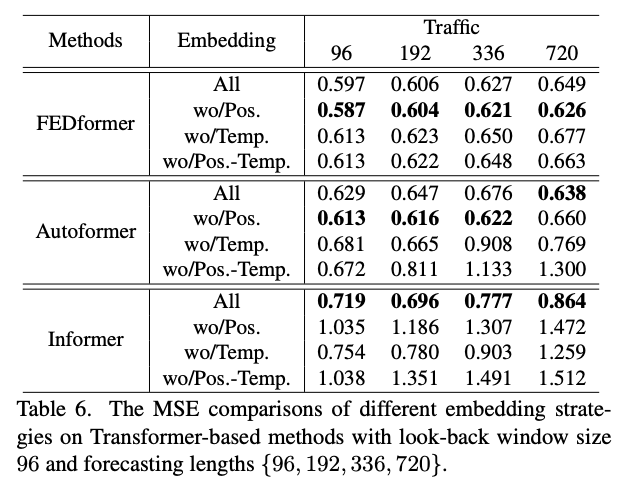 Methods Embedding Traffic
96 192 336 720
FEDformer
All 0.597 0.606 0.627 0.649
wo/Pos. 0.587 0.604 0.621 0.626
wo/Temp. 0.613 0.623 0.650 0.677
wo/Pos.-Temp. 0.613 0.622 0.648 0.663
Autoformer
All 0.629 0.647 0.676 0.638
wo/Pos. 0.613 0.616 0.622 0.660
wo/Temp. 0.681 0.665 0.908 0.769
wo/Pos.-Temp. 0.672 0.811 1.133 1.300
Informer
All 0.719 0.696 0.777 0.864
wo/Pos. 1.035 1.186 1.307 1.472
wo/Temp. 0.754 0.780 0.903 1.259
wo/Pos.-Temp. 1.038 1.351 1.491 1.512
Table 6. The MSE comparisons of different embedding strate-
gies on Transformer-based methods with look-back window size
96 and forecasting lengths {96, 192, 336, 720}.